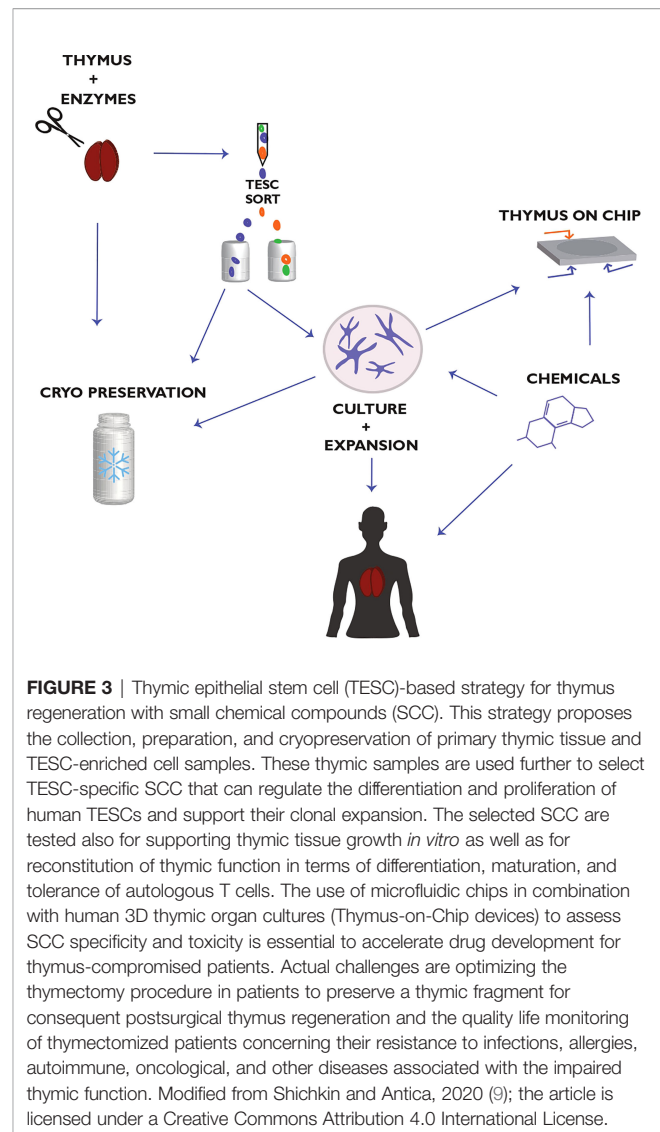 THYMUS
+
ENZYMES
TESC
SORT
THYMUS ON CHIP
CRYO PRESERVATION
CULTURE
+
EXPANSION
CHEMICALS
FIGURE 3 | Thymic epithelial stem cell (TESC)-based strategy for thymus
regeneration with small chemical compounds (SCC). This strategy proposes
the collection, preparation, and cryopreservation of primary thymic tissue and
TESC-enriched cell samples. These thymic samples are used further to select
TESC-specific SCC that can regulate the differentiation and proliferation of
human TESCs and support their clonal expansion. The selected SCC are
tested also for supporting thymic tissue growth in vitro as well as for
reconstitution of thymic function in terms of differentiation, maturation, and
tolerance of autologous T cells. The use of microfluidic chips in combination
with human 3D thymic organ cultures (Thymus-on-Chip devices) to assess
SCC specificity and toxicity is essential to accelerate drug development for
thymus-compromised patients. Actual challenges are optimizing the
thymectomy procedure in patients to preserve a thymic fragment for
consequent postsurgical thymus regeneration and the quality life monitoring
of thymectomized patients concerning their resistance to infections, allergies,
autoimmune, oncological, and other diseases associated with the impaired
thymic function. Modified from Shichkin and Antica, 2020 (9); the article is
licensed under a Creative Commons Attribution 4.0 International License.